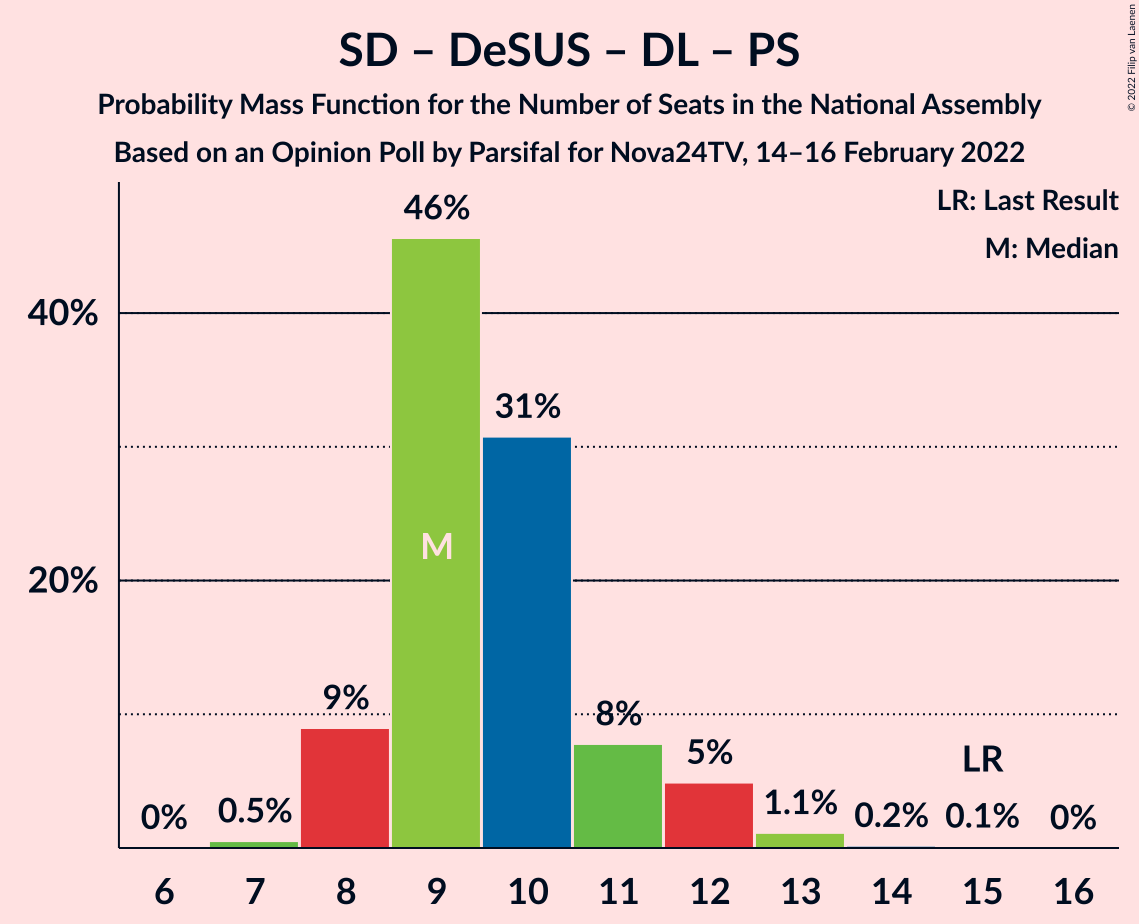 SD – DeSUS – DL – PS
Probability Mass Function for the Number of Seats in the National Assembly
Based on an Opinion Poll by Parsifal for Nova24TV, 14–16 February 2022
© 2022 Filip van Laenen
LR: Last Result
M: Median
40%
20%
0%
0.5%
9%
46%
M
31%
8%
5%
1.1%
0.2%
LR
0.1%
0%
6 7 8 9 10 11 12 13 14 15 16